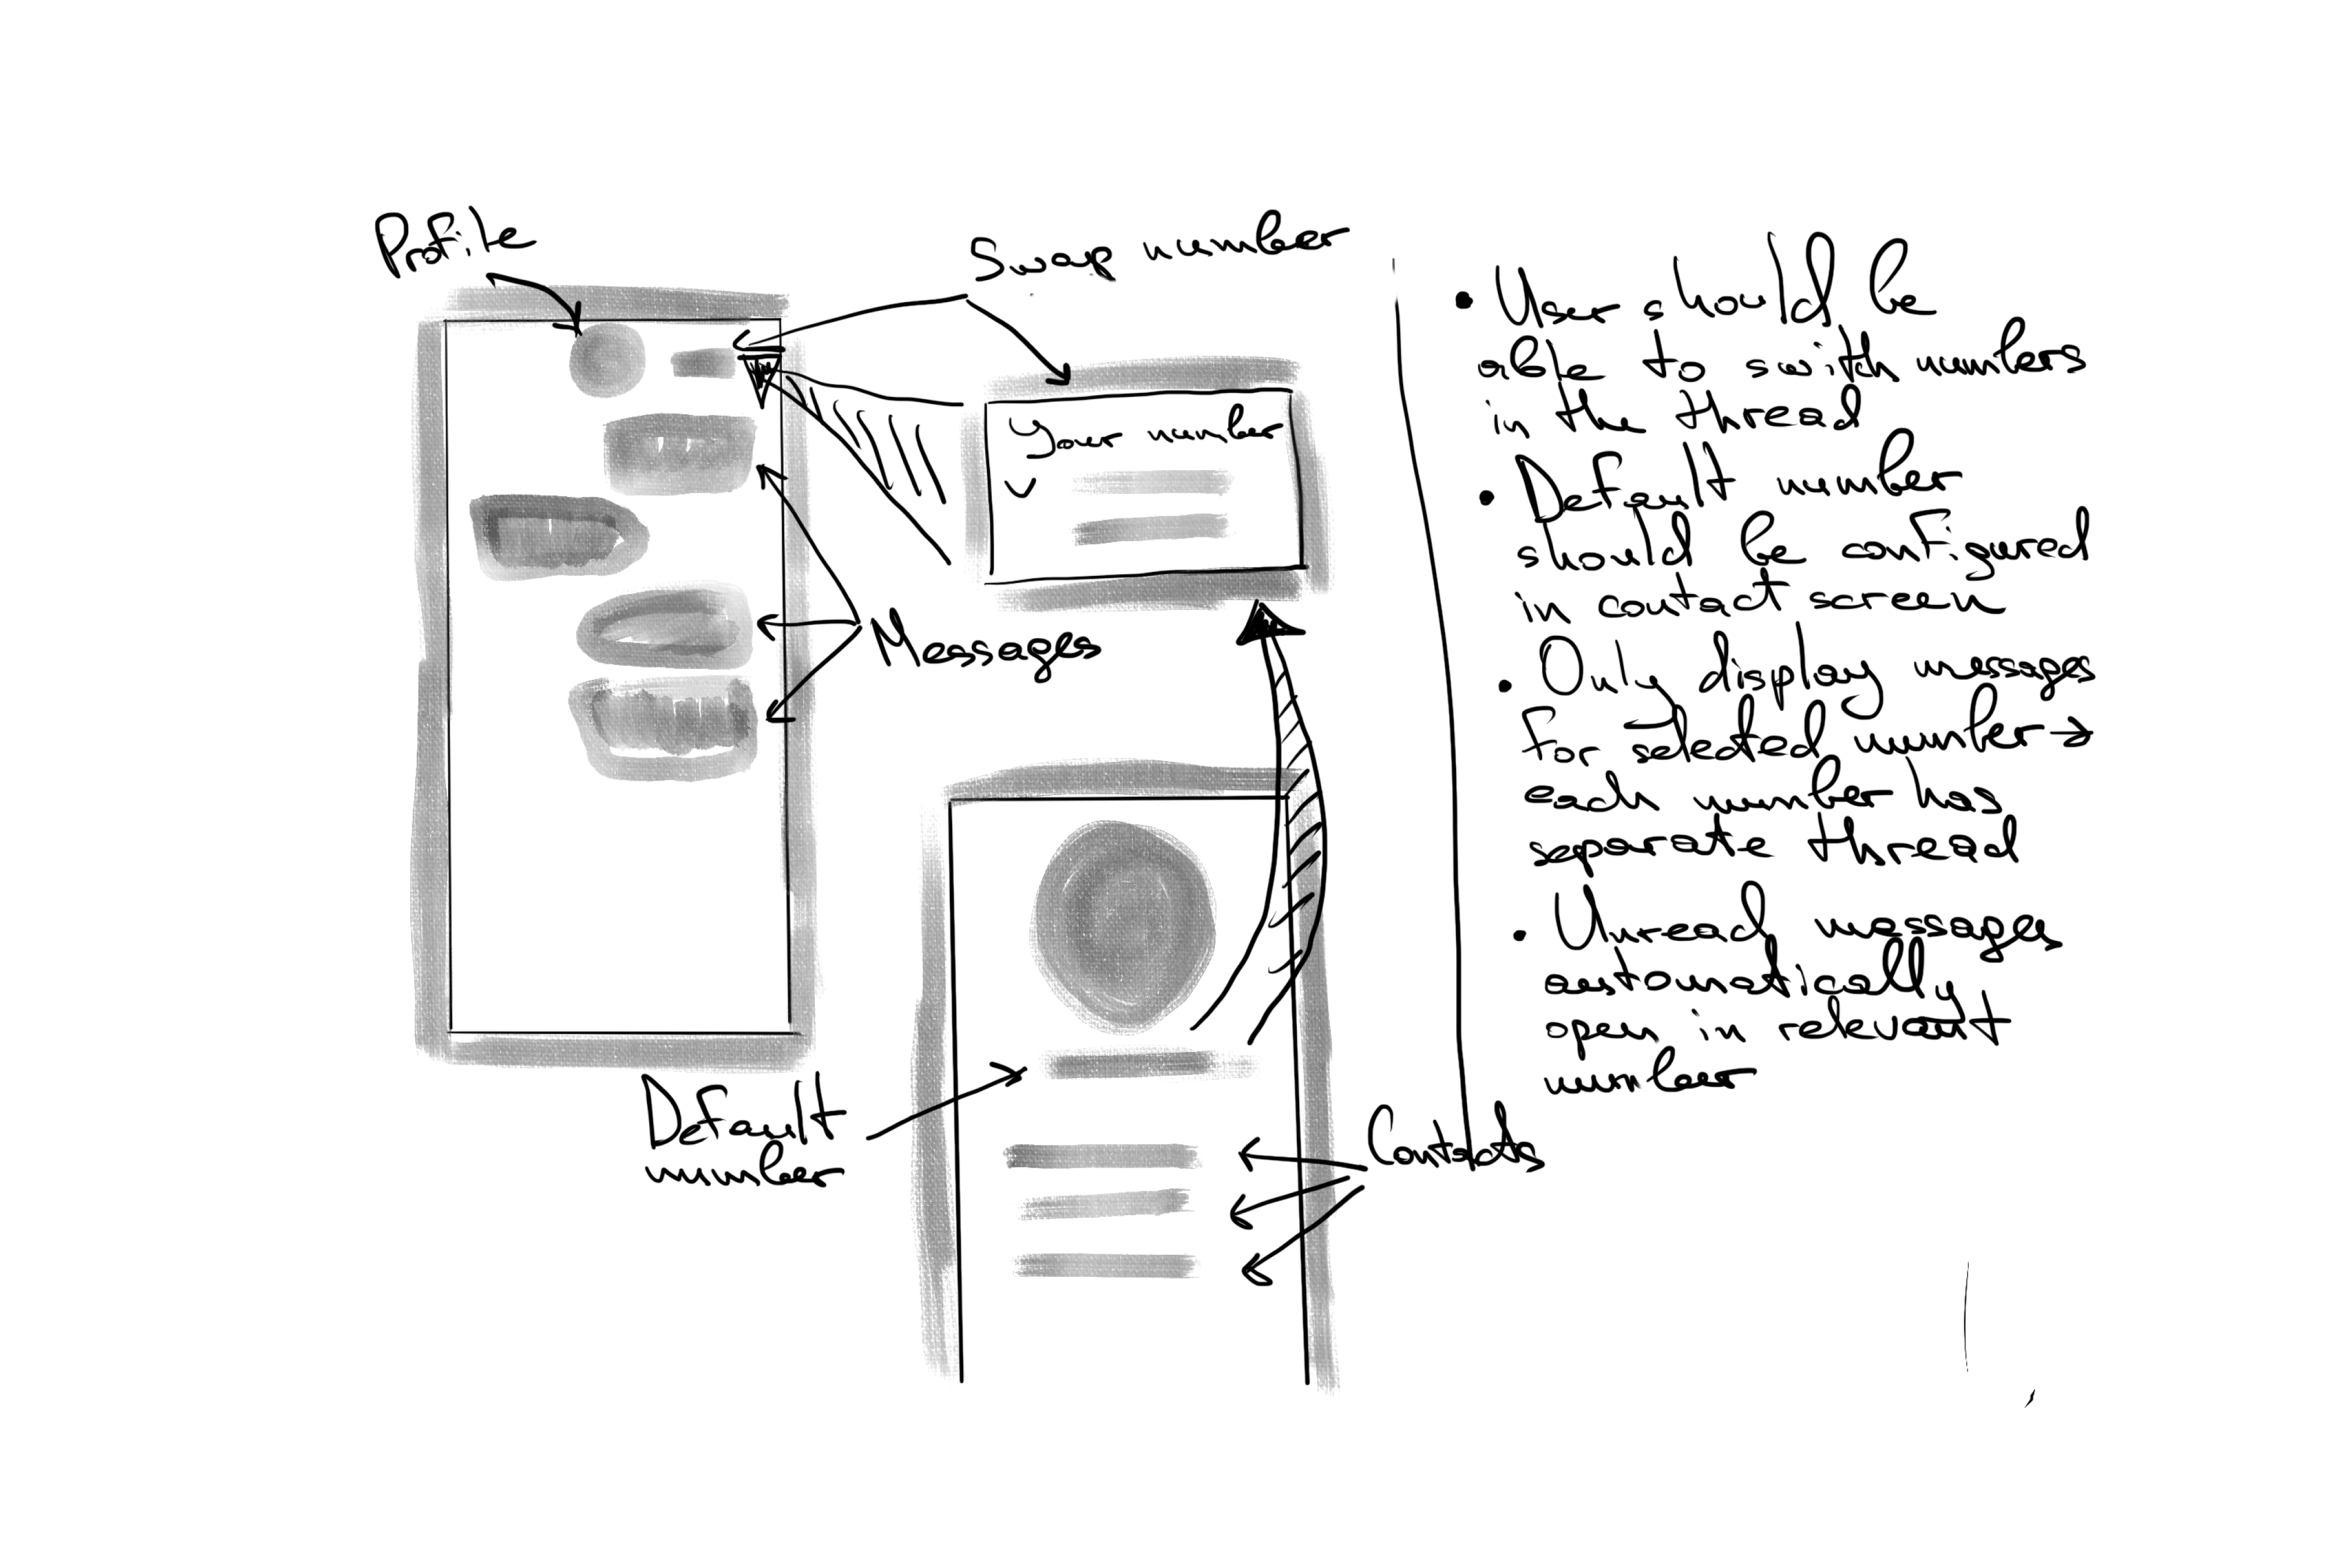 Profile
Swap number
Your number
Messages
Default
number
Contacts
• User should be
able to swith numbers
in the thread
• Default number
should be configured
in contact screen
• Only display messages
for selected number →
each number has
separate thread
• Unread messages
automatically
open in relevant
number